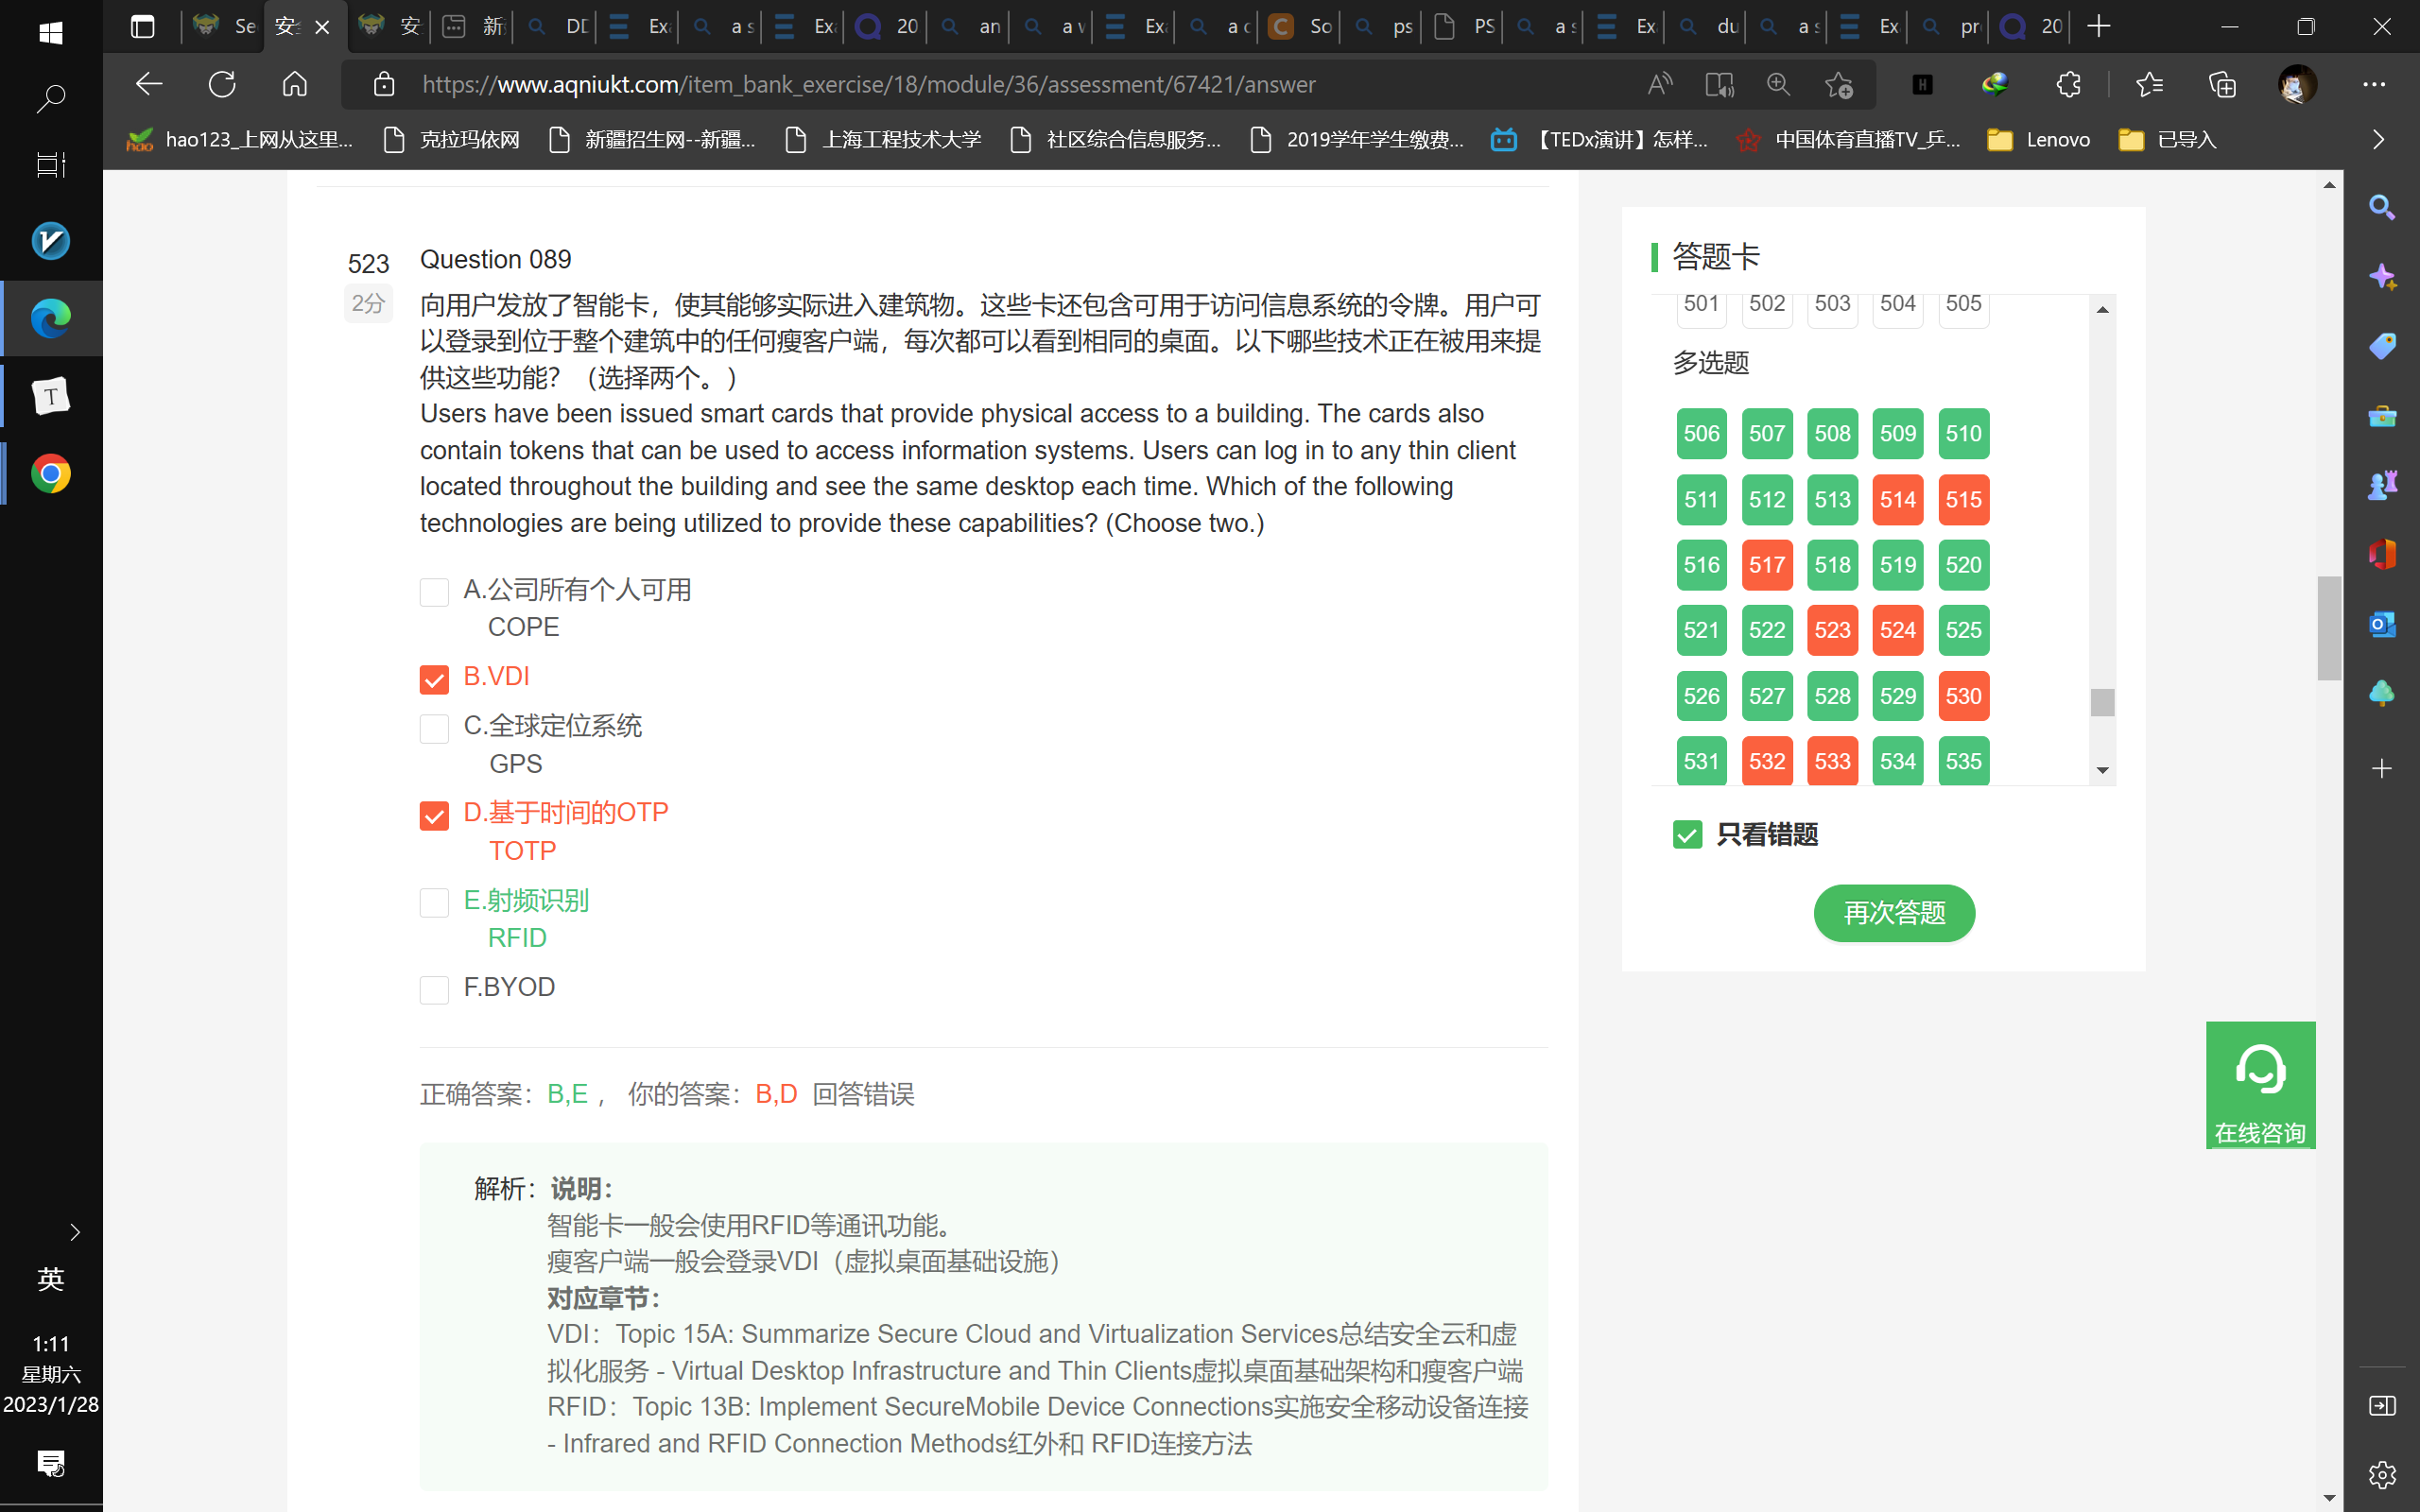 Se
安全
安
新
DD
Exa
a s
Exa
20
an
a w
Exa
a c
So
ps
PS
a s
Ex
du
a s
Ex
pr
20
https://www.aqniukt.com/item_bank_exercise/18/module/36/assessment/67421/answer
hao123_上网从这里...
克拉玛依网
新疆招生网--新疆...
上海工程技术大学
社区综合信息服务...
2019学年学生缴费...
【TEDx演讲】怎样...
中国体育直播TV_乒...
Lenovo
已导入
523
2分
Question 089
向用户发放了智能卡，使其能够实际进入建筑物。这些卡还包含可用于访问信息系统的令牌。用户可
以登录到位于整个建筑中的任何瘦客户端，每次都可以看到相同的桌面。以下哪些技术正在被用来提
供这些功能？（选择两个。）
Users have been issued smart cards that provide physical access to a building. The cards also
contain tokens that can be used to access information systems. Users can log in to any thin client
located throughout the building and see the same desktop each time. Which of the following
technologies are being utilized to provide these capabilities? (Choose two.)
A.公司所有个人可用
COPE
B.VDI
C.全球定位系统
GPS
D.基于时间的OTP
TOTP
E.射频识别
RFID
F.BYOD
正确答案：B,E， 你的答案：B,D 回答错误
解析：说明：
智能卡一般会使用RFID等通讯功能。
瘦客户端一般会登录VDI（虚拟桌面基础设施）
对应章节：
VDI：Topic 15A: Summarize Secure Cloud and Virtualization Services总结安全云和虚
拟化服务 - Virtual Desktop Infrastructure and Thin Clients虚拟桌面基础架构和瘦客户端
RFID：Topic 13B: Implement SecureMobile Device Connections实施安全移动设备连接
- Infrared and RFID Connection Methods红外和 RFID连接方法
答题卡
501 502 503 504 505
多选题
506 507 508 509 510
511 512 513 514 515
516 517 518 519 520
521 522 523 524 525
526 527 528 529 530
531 532 533 534 535
只看错题
再次答题
在线咨询
英
1:11
星期六
2023/1/28